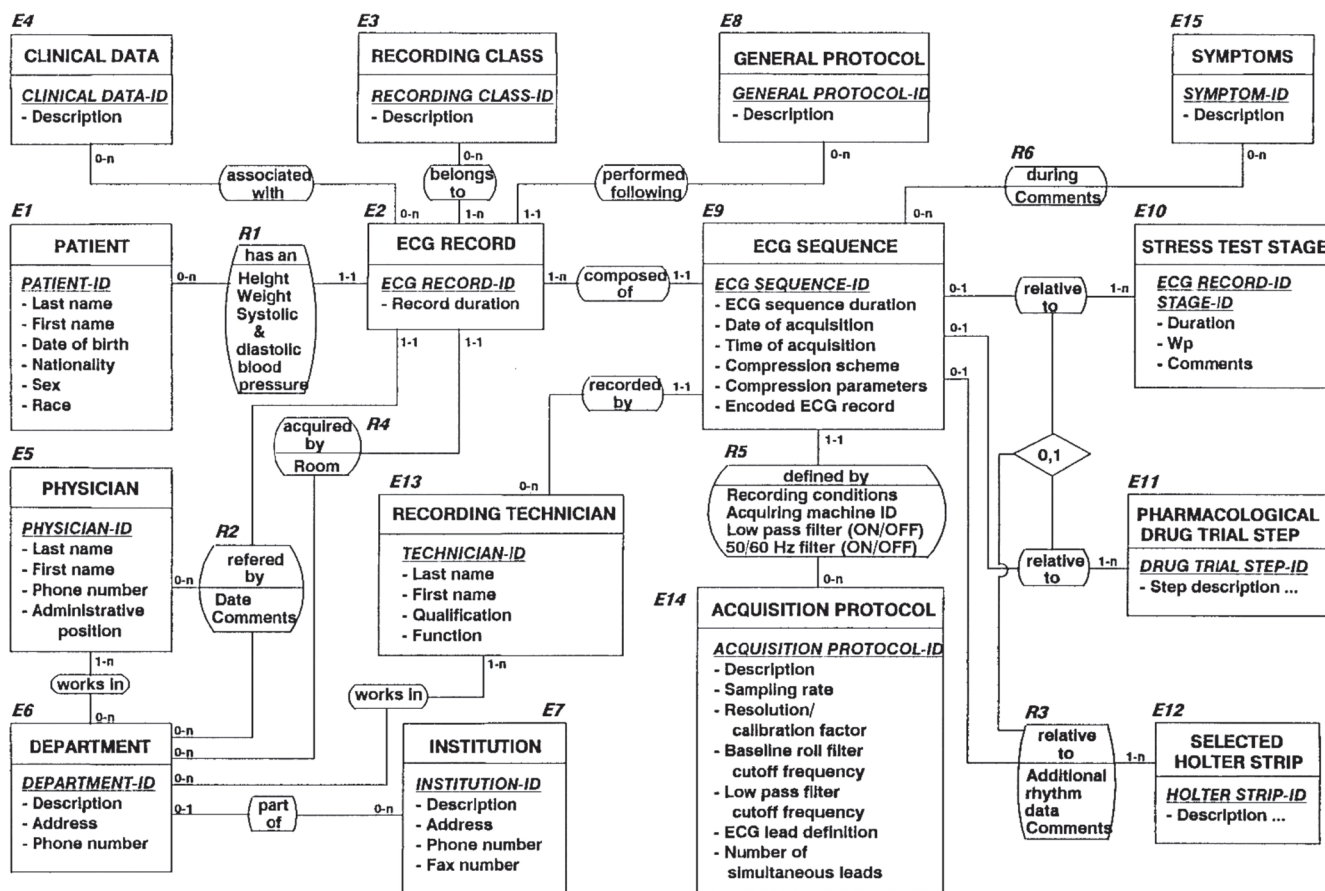 E4
CLINICAL DATA
CLINICAL DATA-ID
- Description
0-n
E3
RECORDING CLASS
RECORDING CLASS-ID
- Description
0-n
E8
GENERAL PROTOCOL
GENERAL PROTOCOL-ID
- Description
0-n
E15
SYMPTOMS
SYMPTOM-ID
- Description
0-n
associated
with
0-n
belongs
to
1-n
performed
following
1-1
R6
during
Comments
0-n
E1
PATIENT
PATIENT-ID
- Last name
- First name
- Date of birth
- Nationality
- Sex
- Race
0-n
R1
has an
Height
Weight
Systolic
&
diastolic
blood
pressure
1-1
E2
ECG RECORD
ECG RECORD-ID
- Record duration
1-1
1-1
1-n
composed
of
1-1
E9
ECG SEQUENCE
ECG SEQUENCE-ID
- ECG sequence duration
- Date of acquisition
- Time of acquisition
- Compression scheme
- Compression parameters
- Encoded ECG record
0-1
0-1
0-1
1-1
relative
to
1-n
E10
STRESS TEST STAGE
ECG RECORD-ID
STAGE-ID
- Duration
- Wp
- Comments
recorded
by
1-1
0-n
acquired
by
Room
R4
0,1
E5
PHYSICIAN
PHYSICIAN-ID
- Last name
- First name
- Phone number
- Administrative
position
0-n
1-n
R2
refered
by
Date
Comments
E13
RECORDING TECHNICIAN
TECHNICIAN-ID
- Last name
- First name
- Qualification
- Function
1-n
R5
defined by
Recording conditions
Acquiring machine ID
Low pass filter (ON/OFF)
50/60 Hz filter (ON/OFF)
0-n
relative
to
1-n
E11
PHARMACOLOGICAL
DRUG TRIAL STEP
DRUG TRIAL STEP-ID
- Step description ...
works in
0-n
works in
E14
ACQUISITION PROTOCOL
ACQUISITION PROTOCOL-ID
- Description
- Sampling rate
- Resolution/
calibration factor
- Baseline roll filter
cutoff frequency
- Low pass filter
cutoff frequency
- ECG lead definition
- Number of
simultaneous leads
E6
DEPARTMENT
DEPARTMENT-ID
- Description
- Address
- Phone number
0-n
0-n
0-n
0-1
part
of
0-n
E7
INSTITUTION
INSTITUTION-ID
- Description
- Address
- Phone number
- Fax number
R3
relative
to
Additional
rhythm
data
Comments
1-n
E12
SELECTED
HOLTER STRIP
HOLTER STRIP-ID
- Description ...